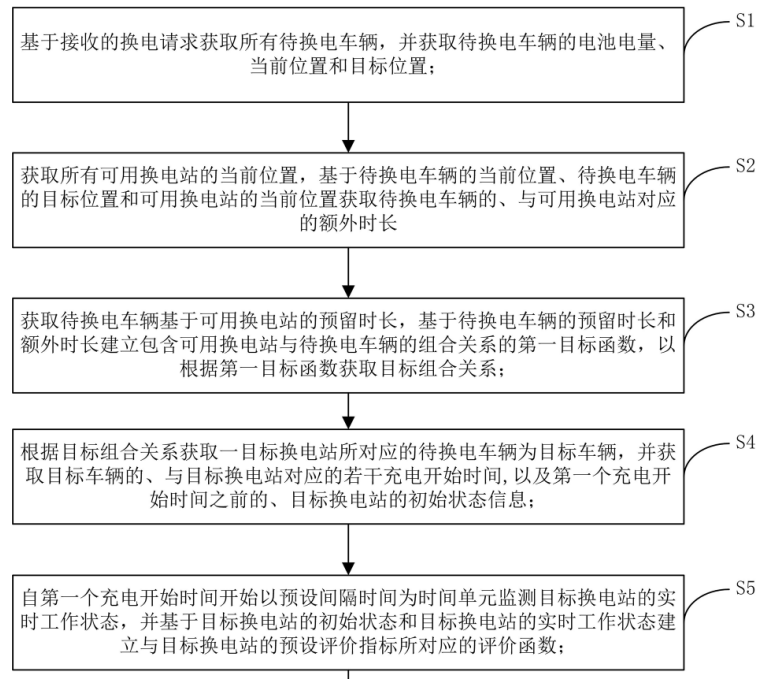 基于接收的换电请求获取所有待换电车辆，并获取待换电车辆的电池电量、
当前位置和目标位置；
S1
获取所有可用换电站的当前位置，基于待换电车辆的当前位置、待换电车辆
的目标位置和可用换电站的当前位置获取待换电车辆的、与可用换电站对应
的额外时长
S2
获取待换电车辆基于可用换电站的预留时长，基于待换电车辆的预留时长和
额外时长建立包含可用换电站与待换电车辆的组合关系的第一目标函数，以
根据第一目标函数获取目标组合关系；
S3
根据目标组合关系获取一目标换电站所对应的待换电车辆为目标车辆，并获
取目标车辆的、与目标换电站对应的若干充电开始时间,以及第一个充电开
始时间之前的、目标换电站的初始状态信息；
S4
自第一个充电开始时间开始以预设间隔时间为时间单元监测目标换电站的实
时工作状态，并基于目标换电站的初始状态和目标换电站的实时工作状态建
立与目标换电站的预设评价指标所对应的评价函数；
S5